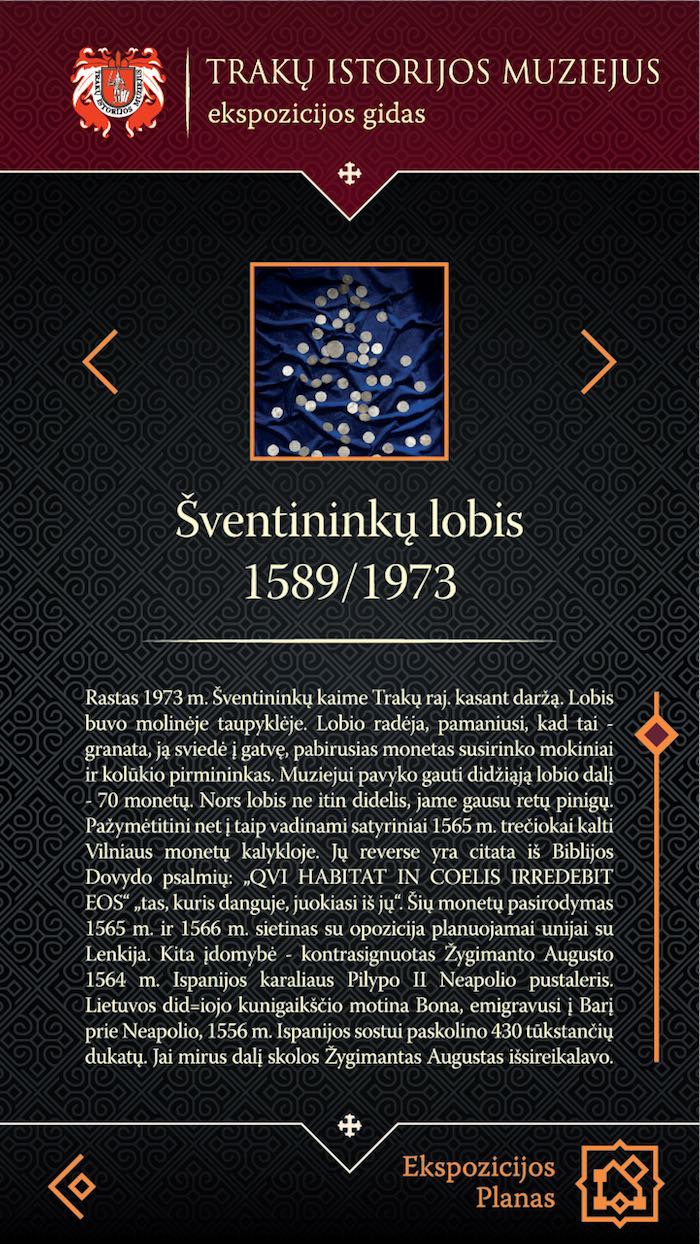 TRAKŲ ISTORIJOS MUZIEJUS
TRAKŲ ISTORIJOS MUZIEJUS
ekspozicijos gidas
Šventininkų lobis
1589/1973
Rastas 1973 m. Šventininkų kaime Trakų raj. kasant daržą. Lobis
buvo molinėje taupyklėje. Lobio radėja, pamaniusi, kad tai -
granata, ją sviedė į gatvę, pabirusias monetas susirinko mokiniai
ir kolūkio pirmininkas. Muziejui pavyko gauti didžiąją lobio dalį
- 70 monetų. Nors lobis ne itin didelis, jame gausu retų pinigų.
Pažymėtitini net į taip vadinami satyriniai 1565 m. trečiokai kalti
Vilniaus monetų kalykloje. Jų reverse yra citata iš Biblijos
Dovydo psalmių: „QVI HABITAT IN COELIS IRREDEBIT
EOS“ „tas, kuris danguje, juokiasi iš jų“. Šių monetų pasirodymas
1565 m. ir 1566 m. sietinas su opozicija planuojamai unijai su
Lenkija. Kita įdomybė - kontrasignuotas Žygimanto Augusto
1564 m. Ispanijos karaliaus Pilypo II Neapolio pustaleris.
Lietuvos did=iojo kunigaikščio motina Bona, emigravusi į Barį
prie Neapolio, 1556 m. Ispanijos sostui paskolino 430 tūkstančių
dukatų. Jai mirus dalį skolos Žygimantas Augustas išsireikalavo.
Ekspozicijos
Planas